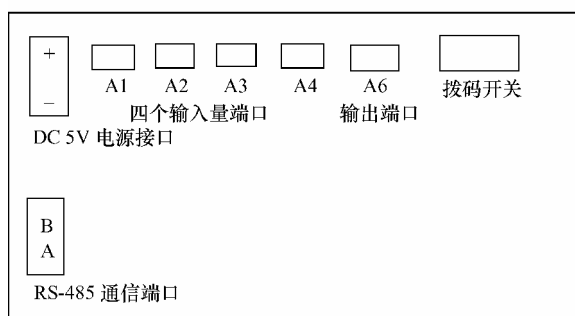 +
A1 A2 A3 A4 A6 拨码开关
–
四个输入量端口 输出端口
DC 5V 电源接口
B
A
RS-485 通信端口